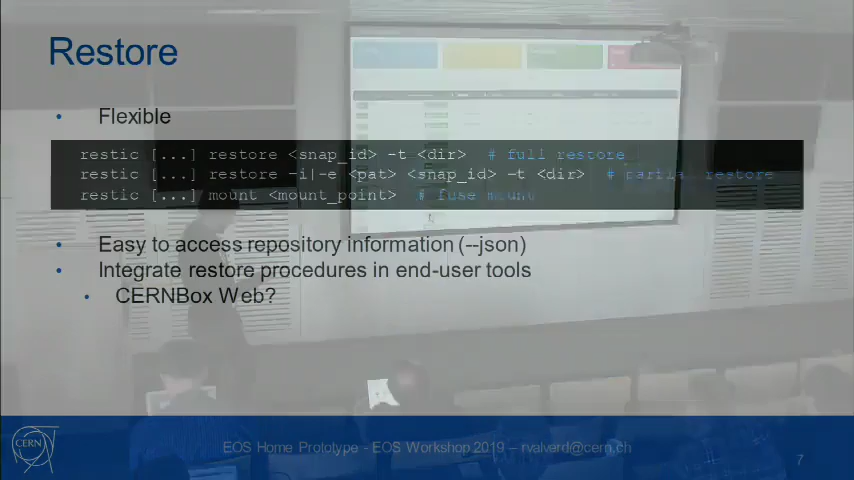 Restore
• Flexible
restic [...] restore <snap_id> -t <dir> # full restore
restic [...] restore -i|-e <pat> <snap_id> -t <dir> # partial restore
restic [...] mount <mount_point> # fuse mount
• Easy to access repository information (--json)
• Integrate restore procedures in end-user tools
• CERNBox Web?
CERN
EOS Home Prototype - EOS Workshop 2019 – rvalverd@cern.ch
7